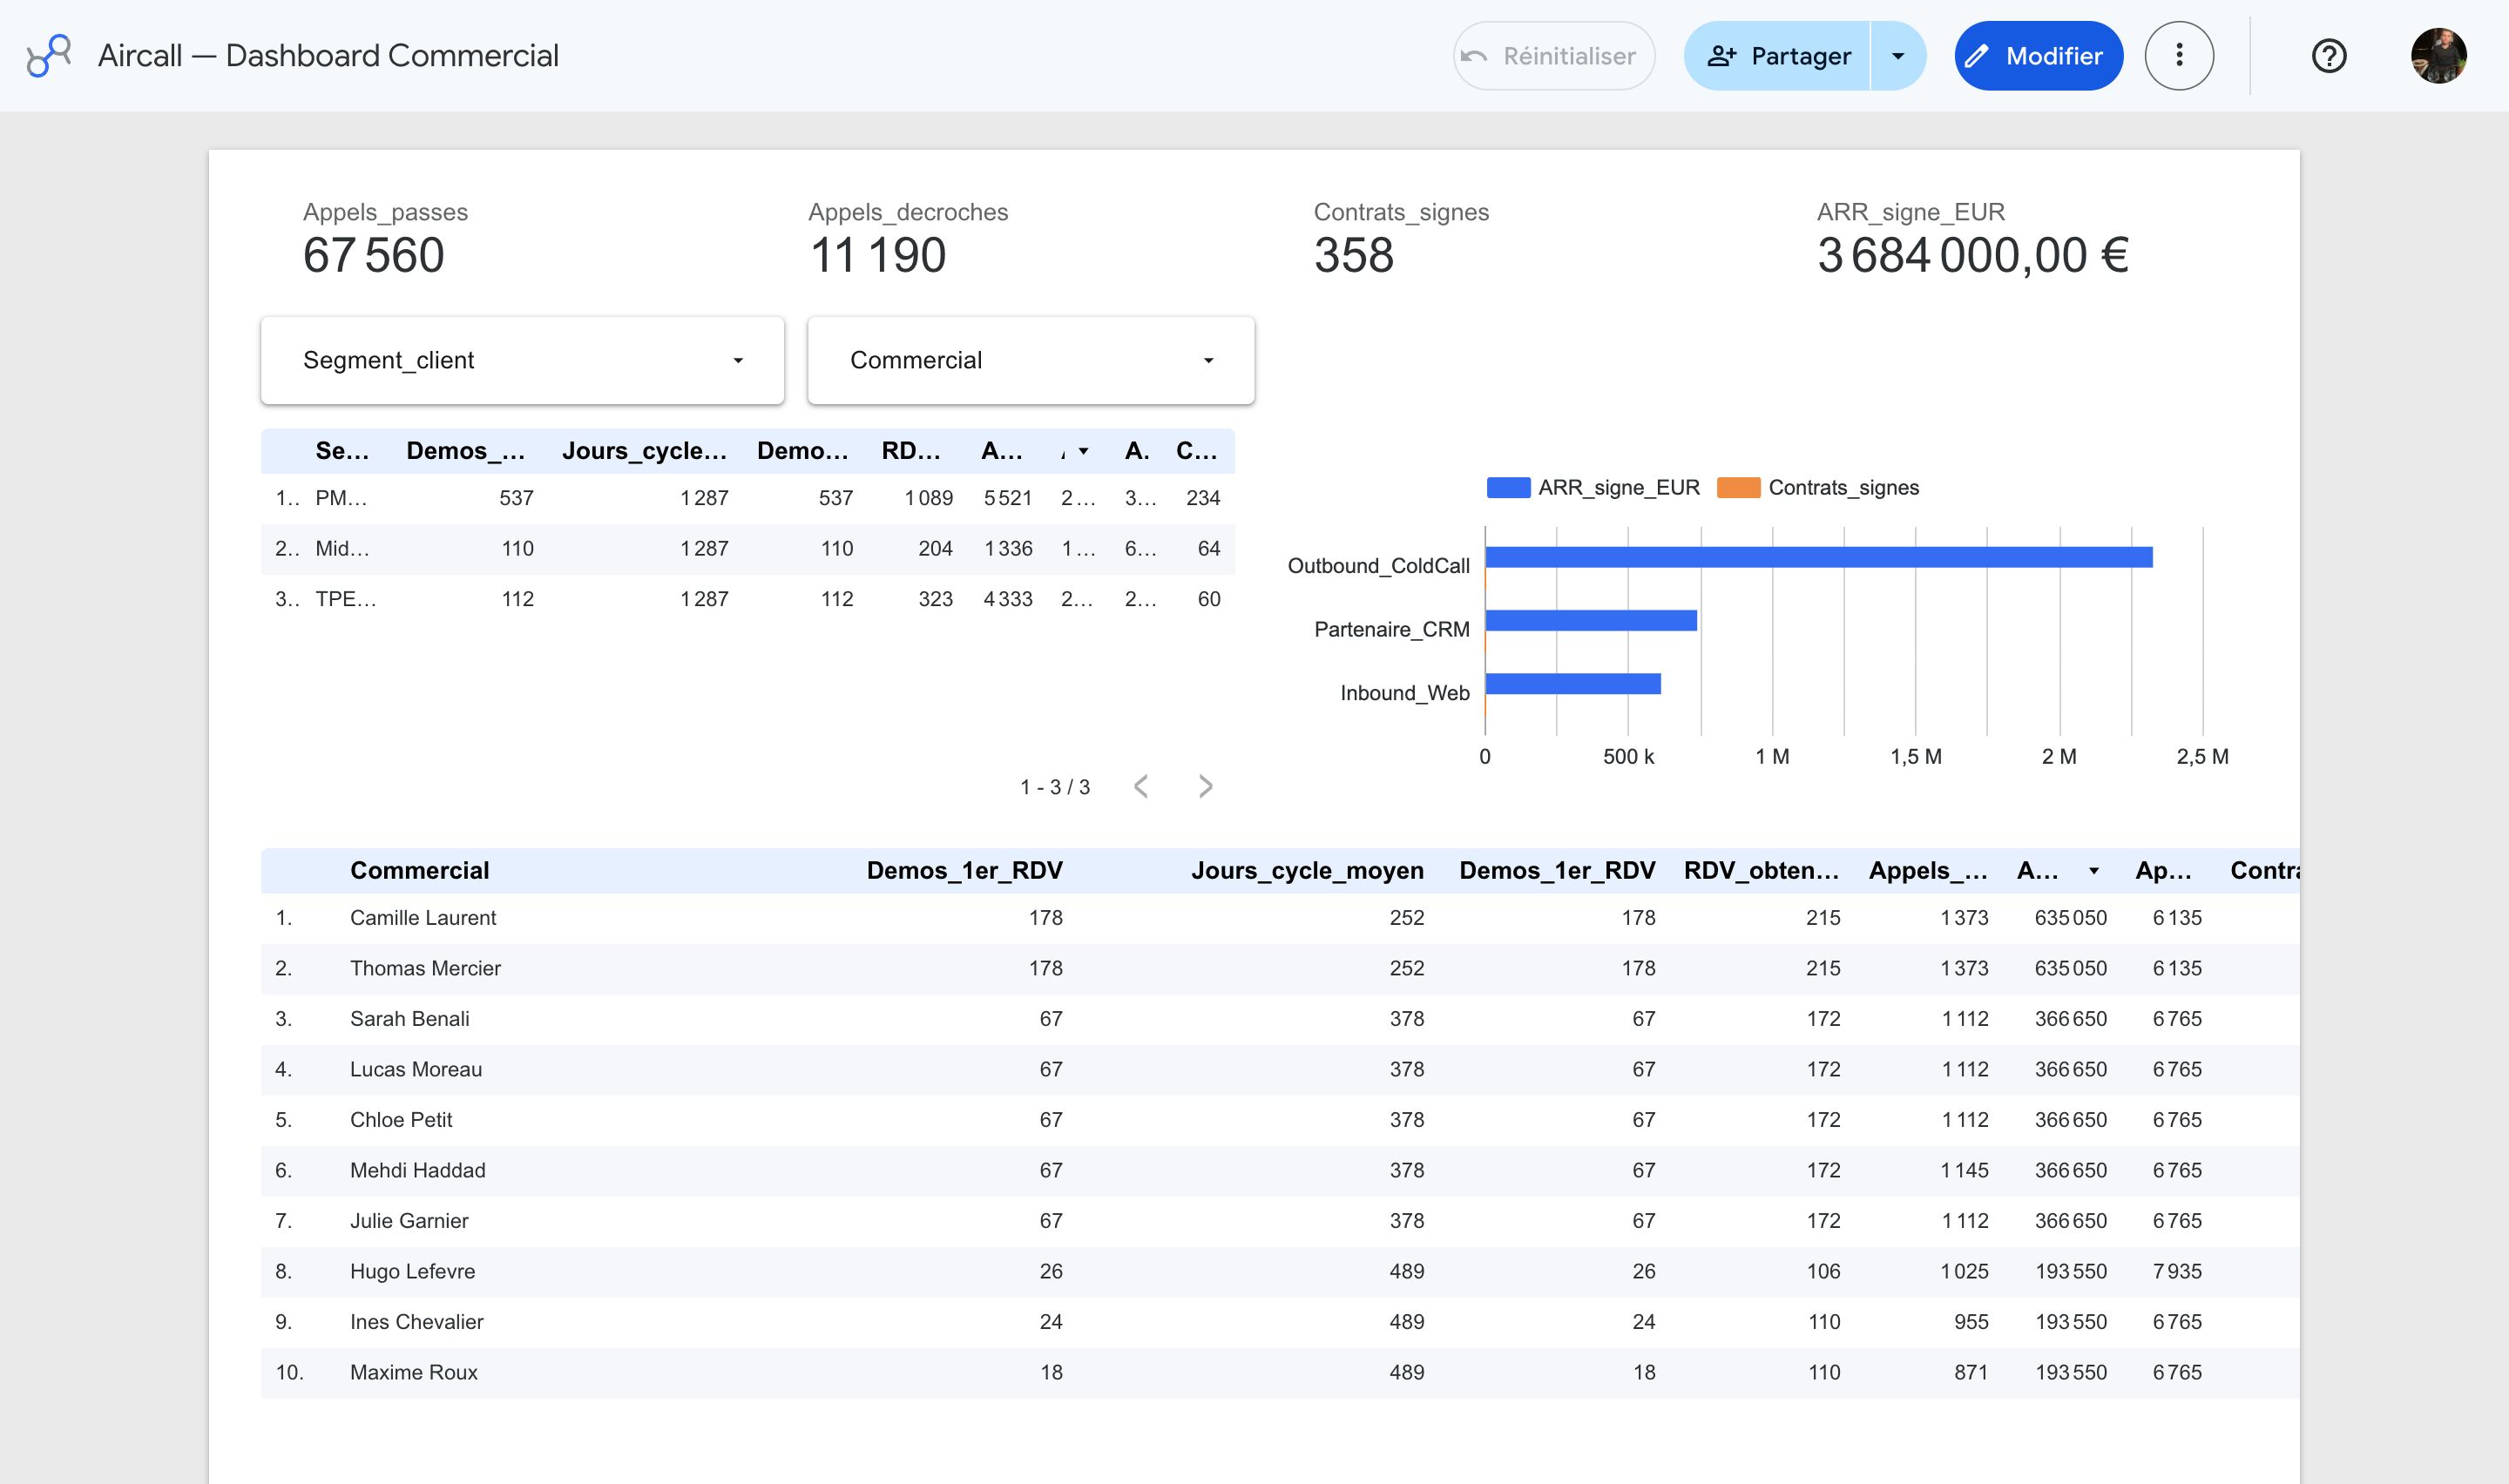 Aircall — Dashboard Commercial
Réinitialiser
Partager
Modifier
Appels_passes
67 560
Appels_decroches
11 190
Contrats_signes
358
ARR_signe_EUR
3 684 000,00 €
Segment_client
Commercial
Se... Demos_... Jours_cycle... Demo... RD... A... A. C...
1.. PM... 537 1 287 537 1 089 5 521 2 ... 3... 234
2.. Mid... 110 1 287 110 204 1 336 1 ... 6... 64
3.. TPE... 112 1 287 112 323 4 333 2... 2... 60
1 - 3 / 3
ARR_signe_EUR Contrats_signes
Outbound_ColdCall
Partenaire_CRM
Inbound_Web
0 500 k 1 M 1,5 M 2 M 2,5 M
Commercial Demos_1er_RDV Jours_cycle_moyen Demos_1er_RDV RDV_obten... Appels_... A... Ap... Contra
1. Camille Laurent 178 252 178 215 1 373 635 050 6 135
2. Thomas Mercier 178 252 178 215 1 373 635 050 6 135
3. Sarah Benali 67 378 67 172 1 112 366 650 6 765
4. Lucas Moreau 67 378 67 172 1 112 366 650 6 765
5. Chloe Petit 67 378 67 172 1 112 366 650 6 765
6. Mehdi Haddad 67 378 67 172 1 145 366 650 6 765
7. Julie Garnier 67 378 67 172 1 112 366 650 6 765
8. Hugo Lefevre 26 489 26 106 1 025 193 550 7 935
9. Ines Chevalier 24 489 24 110 955 193 550 6 765
10. Maxime Roux 18 489 18 110 871 193 550 6 765